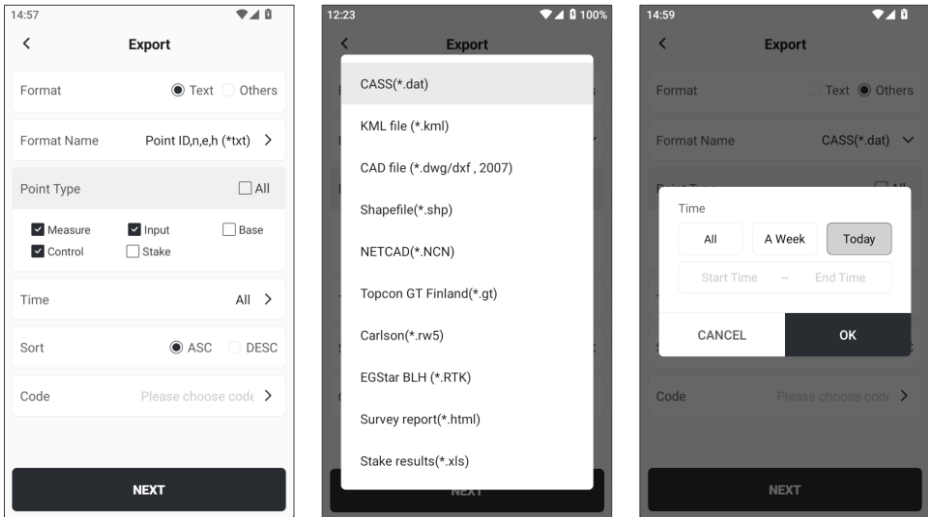 14:57
Export
Format Text Others
Format Name Point ID,n,e,h (*txt)
Point Type All
Measure Input Base
Control Stake
Time All
Sort ASC DESC
Code Please choose code
NEXT
12:23 100%
Export
CASS(*.dat)
KML file (*.kml)
CAD file (*.dwg/dxf , 2007)
Shapefile(*.shp)
NETCAD(*.NCN)
Topcon GT Finland(*.gt)
Carlson(*.rw5)
EGStar BLH (*.RTK)
Survey report(*.html)
Stake results(*.xls)
NEXT
14:59
Export
Format Text Others
Format Name CASS(*.dat)
Time
All A Week Today
Start Time ~ End Time
CANCEL OK
Code Please choose code
NEXT